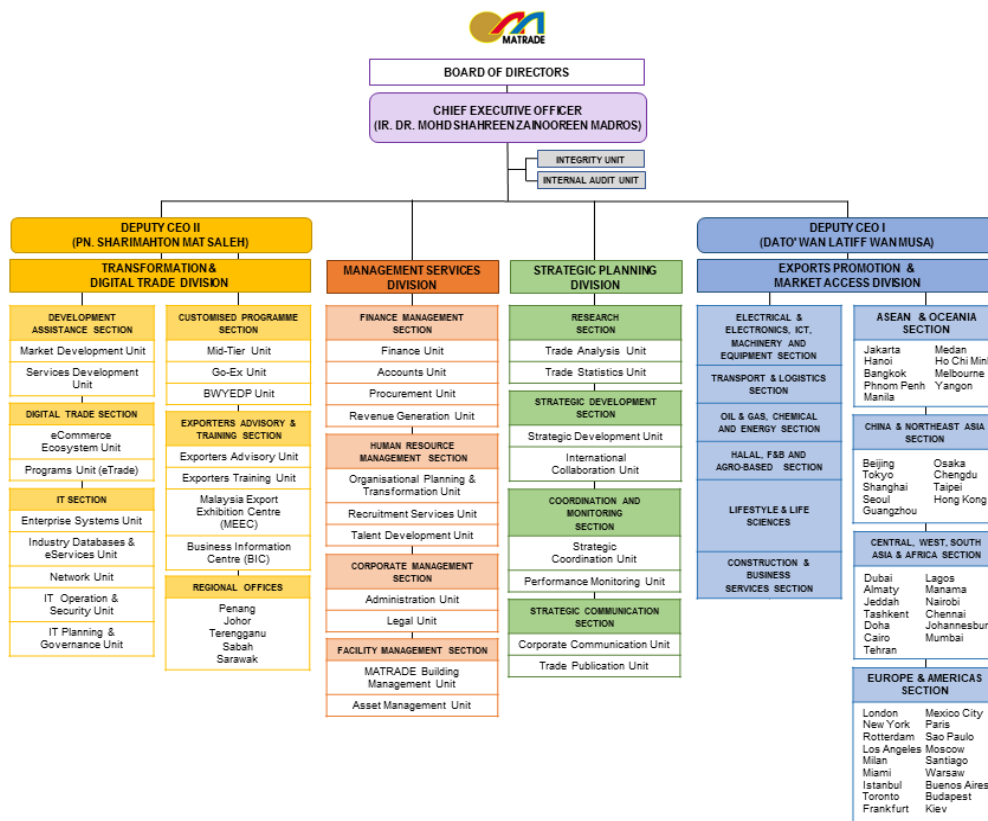 MATRADE
BOARD OF DIRECTORS
CHIEF EXECUTIVE OFFICER
(IR. DR. MOHD SHAHREEN ZAINOOREEN MADROS)
INTEGRITY UNIT
INTERNAL AUDIT UNIT
DEPUTY CEO II
(PN. SHARIMAHTON MAT SALEH)
TRANSFORMATION &
DIGITAL TRADE DIVISION
DEVELOPMENT
ASSISTANCE SECTION
Market Development Unit
Services Development
Unit
DIGITAL TRADE SECTION
eCommerce
Ecosystem Unit
Programs Unit (eTrade)
IT SECTION
Enterprise Systems Unit
Industry Databases &
eServices Unit
Network Unit
IT Operation &
Security Unit
IT Planning &
Governance Unit
CUSTOMISED PROGRAMME
SECTION
Mid-Tier Unit
Go-Ex Unit
BWYEDP Unit
EXPORTERS ADVISORY &
TRAINING SECTION
Exporters Advisory Unit
Exporters Training Unit
Malaysia Export
Exhibition Centre
(MEEC)
Business Information
Centre (BIC)
REGIONAL OFFICES
Penang
Johor
Terengganu
Sabah
Sarawak
MANAGEMENT SERVICES
DIVISION
FINANCE MANAGEMENT
SECTION
Finance Unit
Accounts Unit
Procurement Unit
Revenue Generation Unit
HUMAN RESOURCE
MANAGEMENT SECTION
Organisational Planning &
Transformation Unit
Recruitment Services Unit
Talent Development Unit
CORPORATE MANAGEMENT
SECTION
Administration Unit
Legal Unit
FACILITY MANAGEMENT SECTION
MATRADE Building
Management Unit
Asset Management Unit
STRATEGIC PLANNING
DIVISION
RESEARCH
SECTION
Trade Analysis Unit
Trade Statistics Unit
STRATEGIC DEVELOPMENT
SECTION
Strategic Development Unit
International
Collaboration Unit
COORDINATION AND
MONITORING
SECTION
Strategic
Coordination Unit
Performance Monitoring Unit
STRATEGIC COMMUNICATION
SECTION
Corporate Communication Unit
Trade Publication Unit
DEPUTY CEO I
(DATO' WAN LATIFF WAN MUSA)
EXPORTS PROMOTION &
MARKET ACCESS DIVISION
ELECTRICAL &
ELECTRONICS, ICT,
MACHINERY AND
EQUIPMENT SECTION
TRANSPORT & LOGISTICS
SECTION
OIL & GAS, CHEMICAL
AND ENERGY SECTION
HALAL, F&B AND
AGRO-BASED SECTION
LIFESTYLE & LIFE
SCIENCES
CONSTRUCTION &
BUSINESS
SERVICES SECTION
ASEAN & OCEANIA
SECTION
Jakarta Medan
Hanoi Ho Chi Minh
Bangkok Melbourne
Phnom Penh Yangon
Manila
CHINA & NORTHEAST ASIA
SECTION
Beijing Osaka
Tokyo Chengdu
Shanghai Taipei
Seoul Hong Kong
Guangzhou
CENTRAL, WEST, SOUTH
ASIA & AFRICA SECTION
Dubai Lagos
Almaty Manama
Jeddah Nairobi
Tashkent Chennai
Doha Johannesbur
Cairo Mumbai
Tehran
EUROPE & AMERICAS
SECTION
London Mexico City
New York Paris
Rotterdam Sao Paulo
Los Angeles Moscow
Milan Santiago
Miami Warsaw
Istanbul Buenos Aires
Toronto Budapest
Frankfurt Kiev